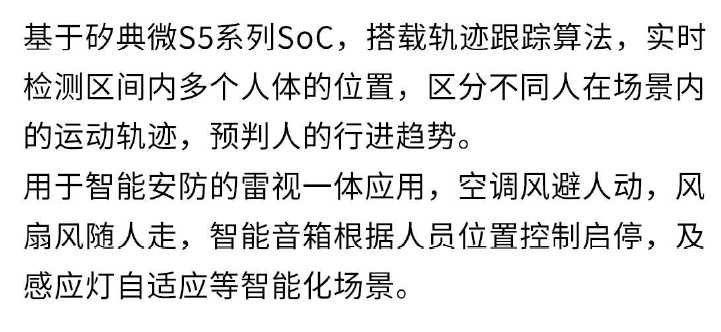 基于矽典微S5系列SoC，搭载轨迹跟踪算法，实时
检测区间内多个人体的位置，区分不同人在场景内
的运动轨迹，预判人的行进趋势。
用于智能安防的雷视一体应用，空调风避人动，风
扇风随人走，智能音箱根据人员位置控制启停，及
感应灯自适应等智能化场景。